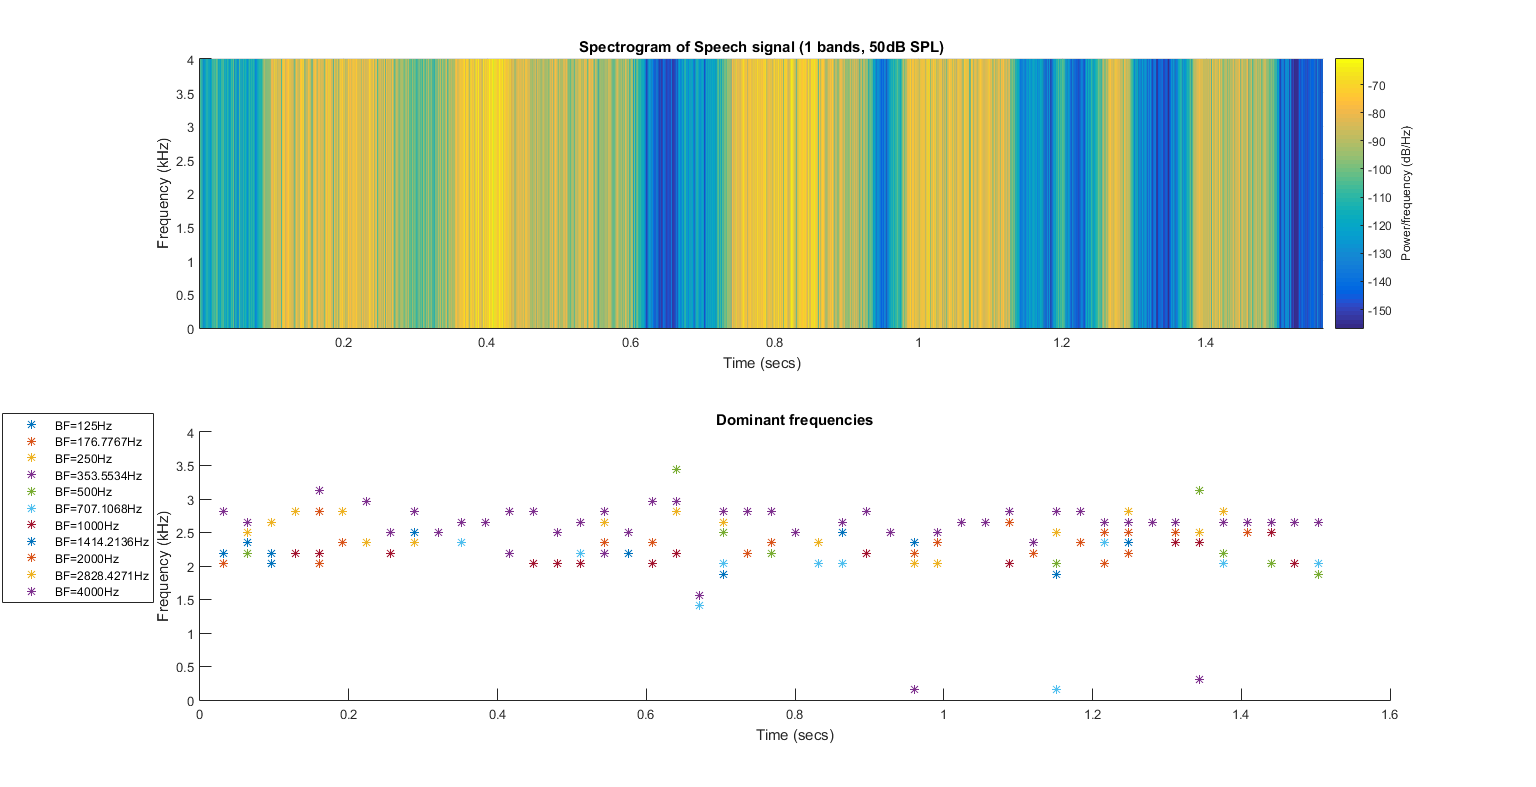 Spectrogram of Speech signal (1 bands, 50dB SPL)
Frequency (kHz)
4
3.5
3
2.5
2
1.5
1
0.5
0
0.2 0.4 0.6 0.8 1 1.2 1.4
Time (secs)
-70
-80
-90
-100
-110
-120
-130
-140
-150
Power/frequency (dB/Hz)
Dominant frequencies
BF=125Hz
BF=176.7767Hz
BF=250Hz
BF=353.5534Hz
BF=500Hz
BF=707.1068Hz
BF=1000Hz
BF=1414.2136Hz
BF=2000Hz
BF=2828.4271Hz
BF=4000Hz
Frequency (kHz)
4
3.5
3
2.5
2
1.5
1
0.5
0
0 0.2 0.4 0.6 0.8 1 1.2 1.4 1.6
Time (secs)